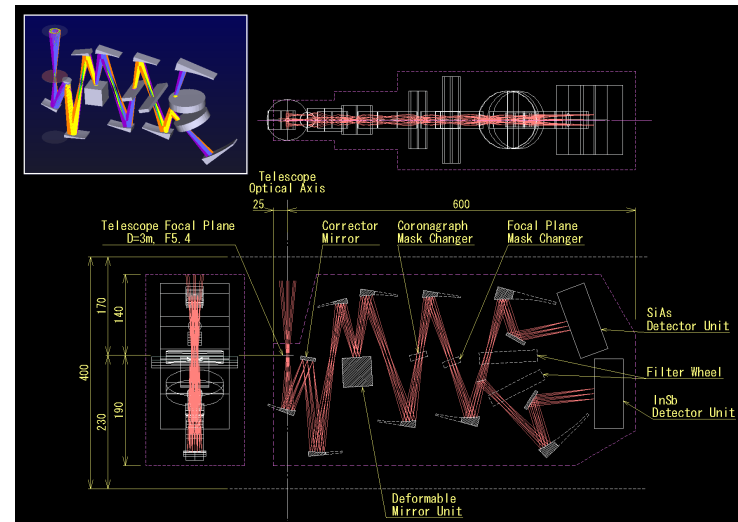 Telescope
Optical Axis
25
600
Telescope Focal Plane
D=3m, F5.4
Corrector
Mirror
Coronagraph
Mask Changer
Focal Plane
Mask Changer
170
140
400
230
190
SiAs
Detector Unit
Filter Wheel
InSb
Detector Unit
Deformable
Mirror Unit